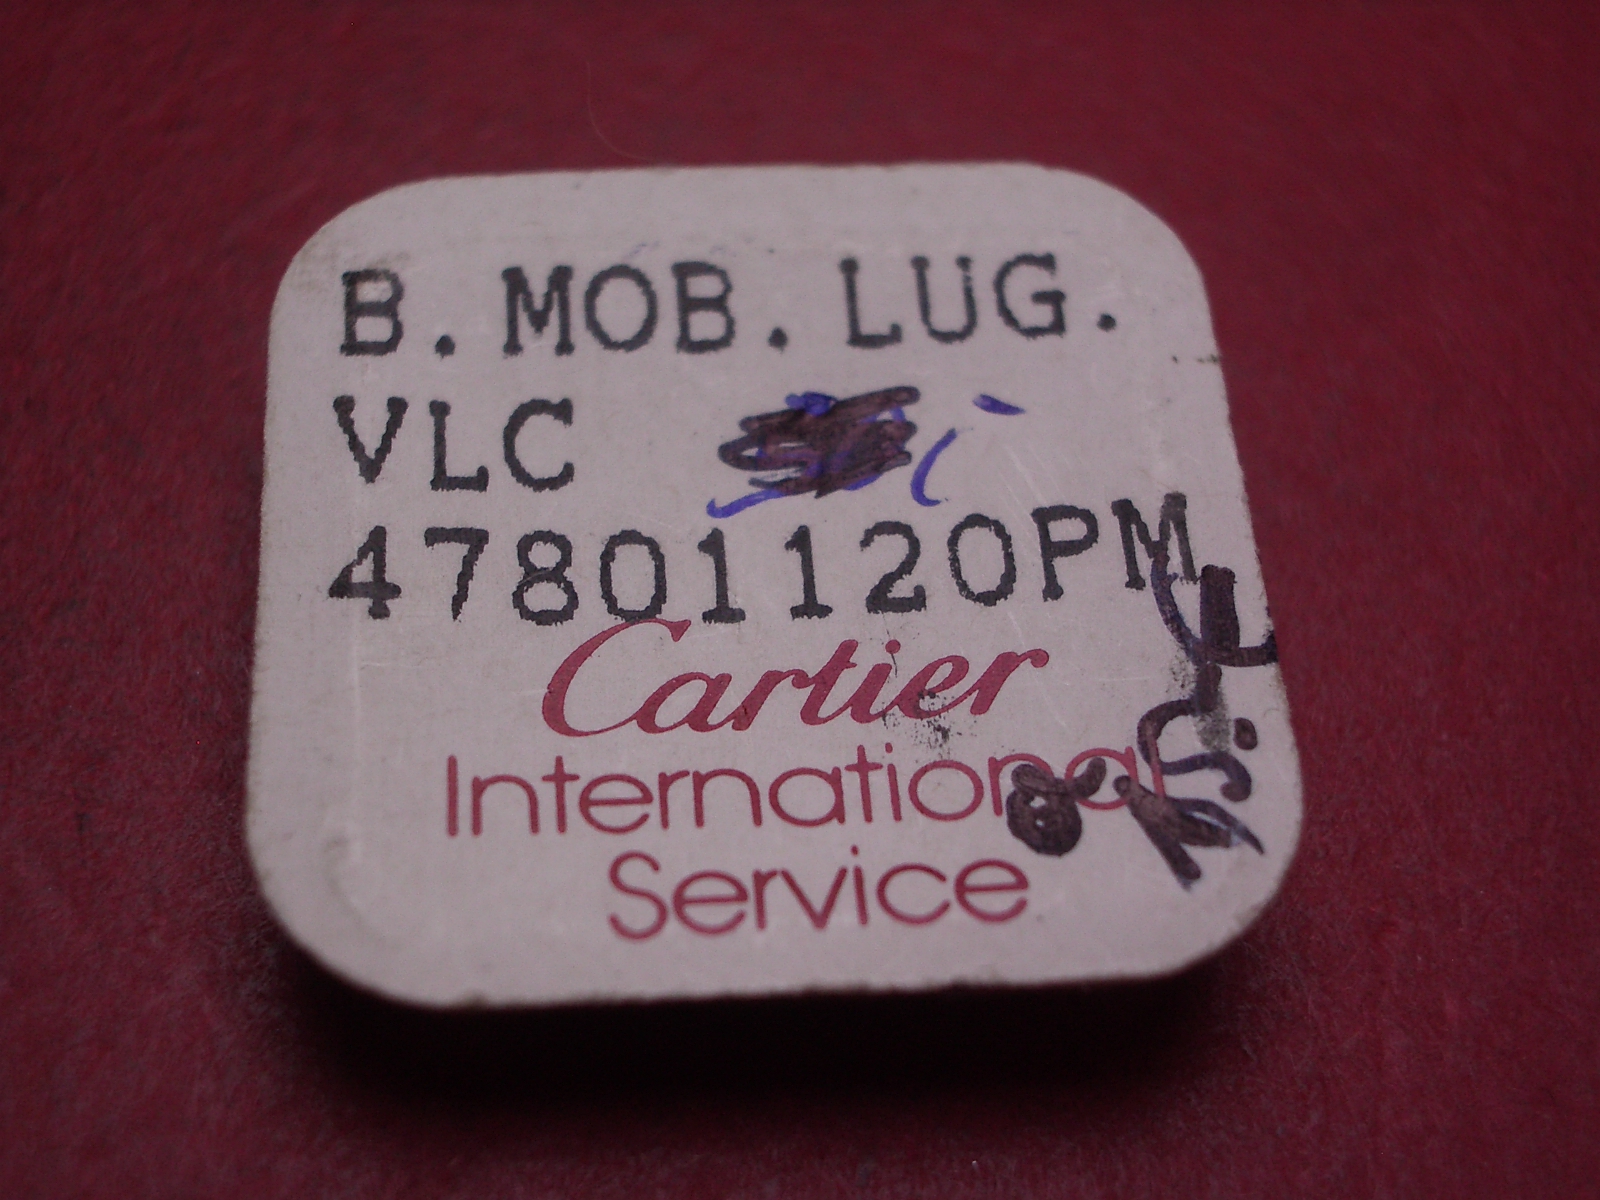 B.MOB.LUG.
VLC
47801120PM
Cartier
International
Service